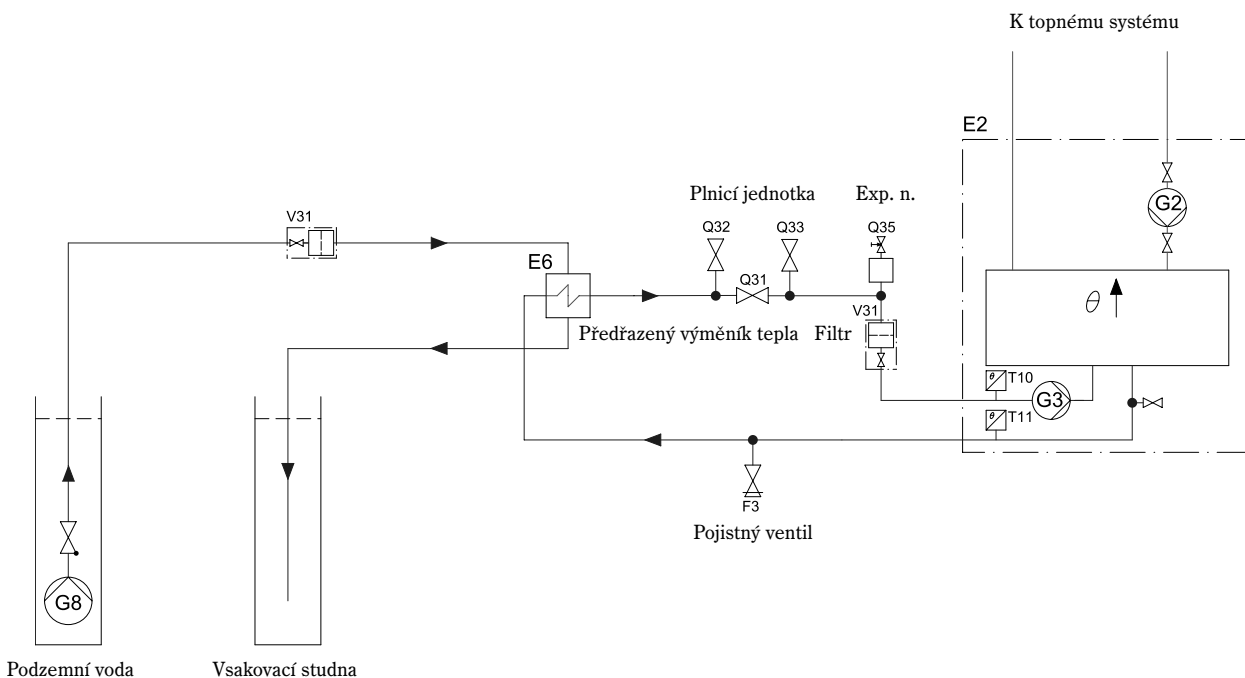 K topnému systému
E2
Plnicí jednotka
Exp. n.
G2
V31
Q32
Q33
Q35
E6
Q31
θ
V31
Předřazený výměník tepla
Filtr
θ
T10
G3
θ
T11
F3
Pojistný ventil
G8
Podzemní voda
Vsakovací studna